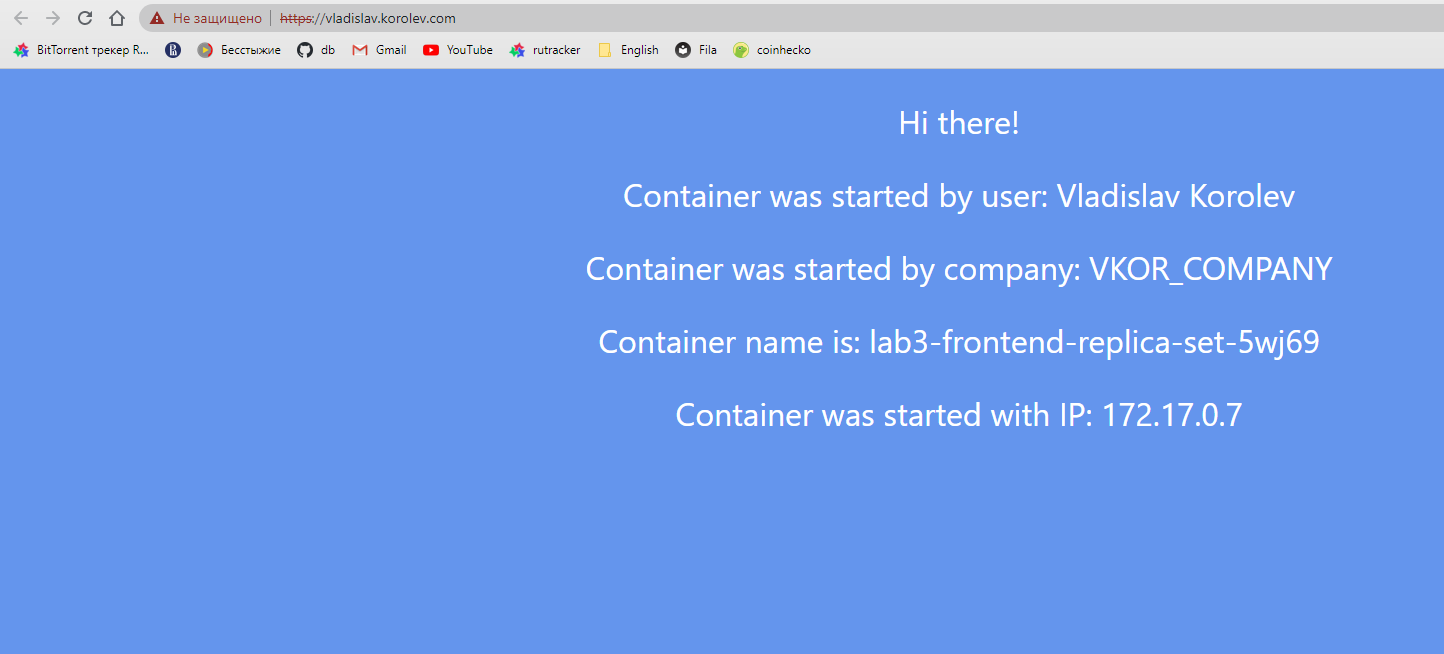 Не защищено https://vladislav.korolev.com
BitTorrent трекер R... Бесстыжие db Gmail YouTube rutracker English Fila coinhecko
Hi there!
Container was started by user: Vladislav Korolev
Container was started by company: VKOR_COMPANY
Container name is: lab3-frontend-replica-set-5wj69
Container was started with IP: 172.17.0.7